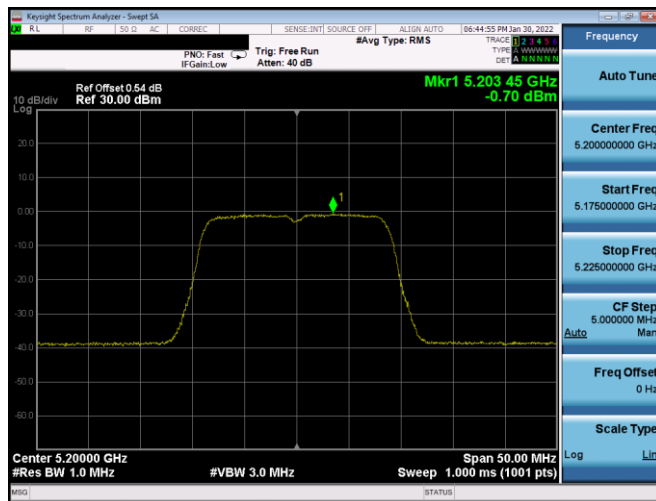 Keysight Spectrum Analyzer - Swept SA
RL RF 50 Ω AC CORREC SENSE:INT SOURCE OFF ALIGN AUTO 06:44:55 PM Jan 30, 2022
#Avg Type: RMS
TRACE 1 2 3 4 5 6
TYPE A WWWWW
DET A N N N N N
PNO: Fast
IFGain:Low
Trig: Free Run
Atten: 40 dB
Mkr1 5.203 45 GHz
-0.70 dBm
Ref Offset 0.54 dB
Ref 30.00 dBm
10 dB/div
Log
20.0
10.0
0.00
-10.0
-20.0
-30.0
-40.0
-50.0
-60.0
1
Center 5.20000 GHz
Span 50.00 MHz
#Res BW 1.0 MHz
#VBW 3.0 MHz
Sweep 1.000 ms (1001 pts)
MSG
STATUS
Frequency
Auto Tune
Center Freq
5.200000000 GHz
Start Freq
5.175000000 GHz
Stop Freq
5.225000000 GHz
CF Step
5.000000 MHz
Auto Man
Freq Offset
0 Hz
Scale Type
Log Lin